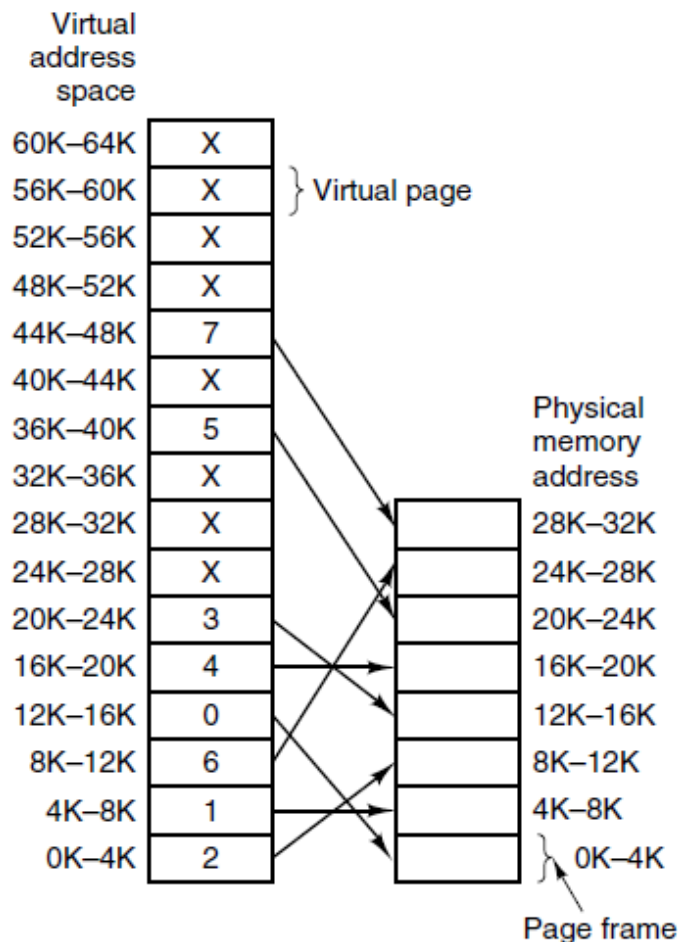 Virtual
address
space
60K–64K X
56K–60K X Virtual page
52K–56K X
48K–52K X
44K–48K 7
40K–44K X
36K–40K 5
32K–36K X
28K–32K X
24K–28K X
20K–24K 3
16K–20K 4
12K–16K 0
8K–12K 6
4K–8K 1
0K–4K 2
Physical
memory
address
28K–32K
24K–28K
20K–24K
16K–20K
12K–16K
8K–12K
4K–8K
0K–4K
Page frame